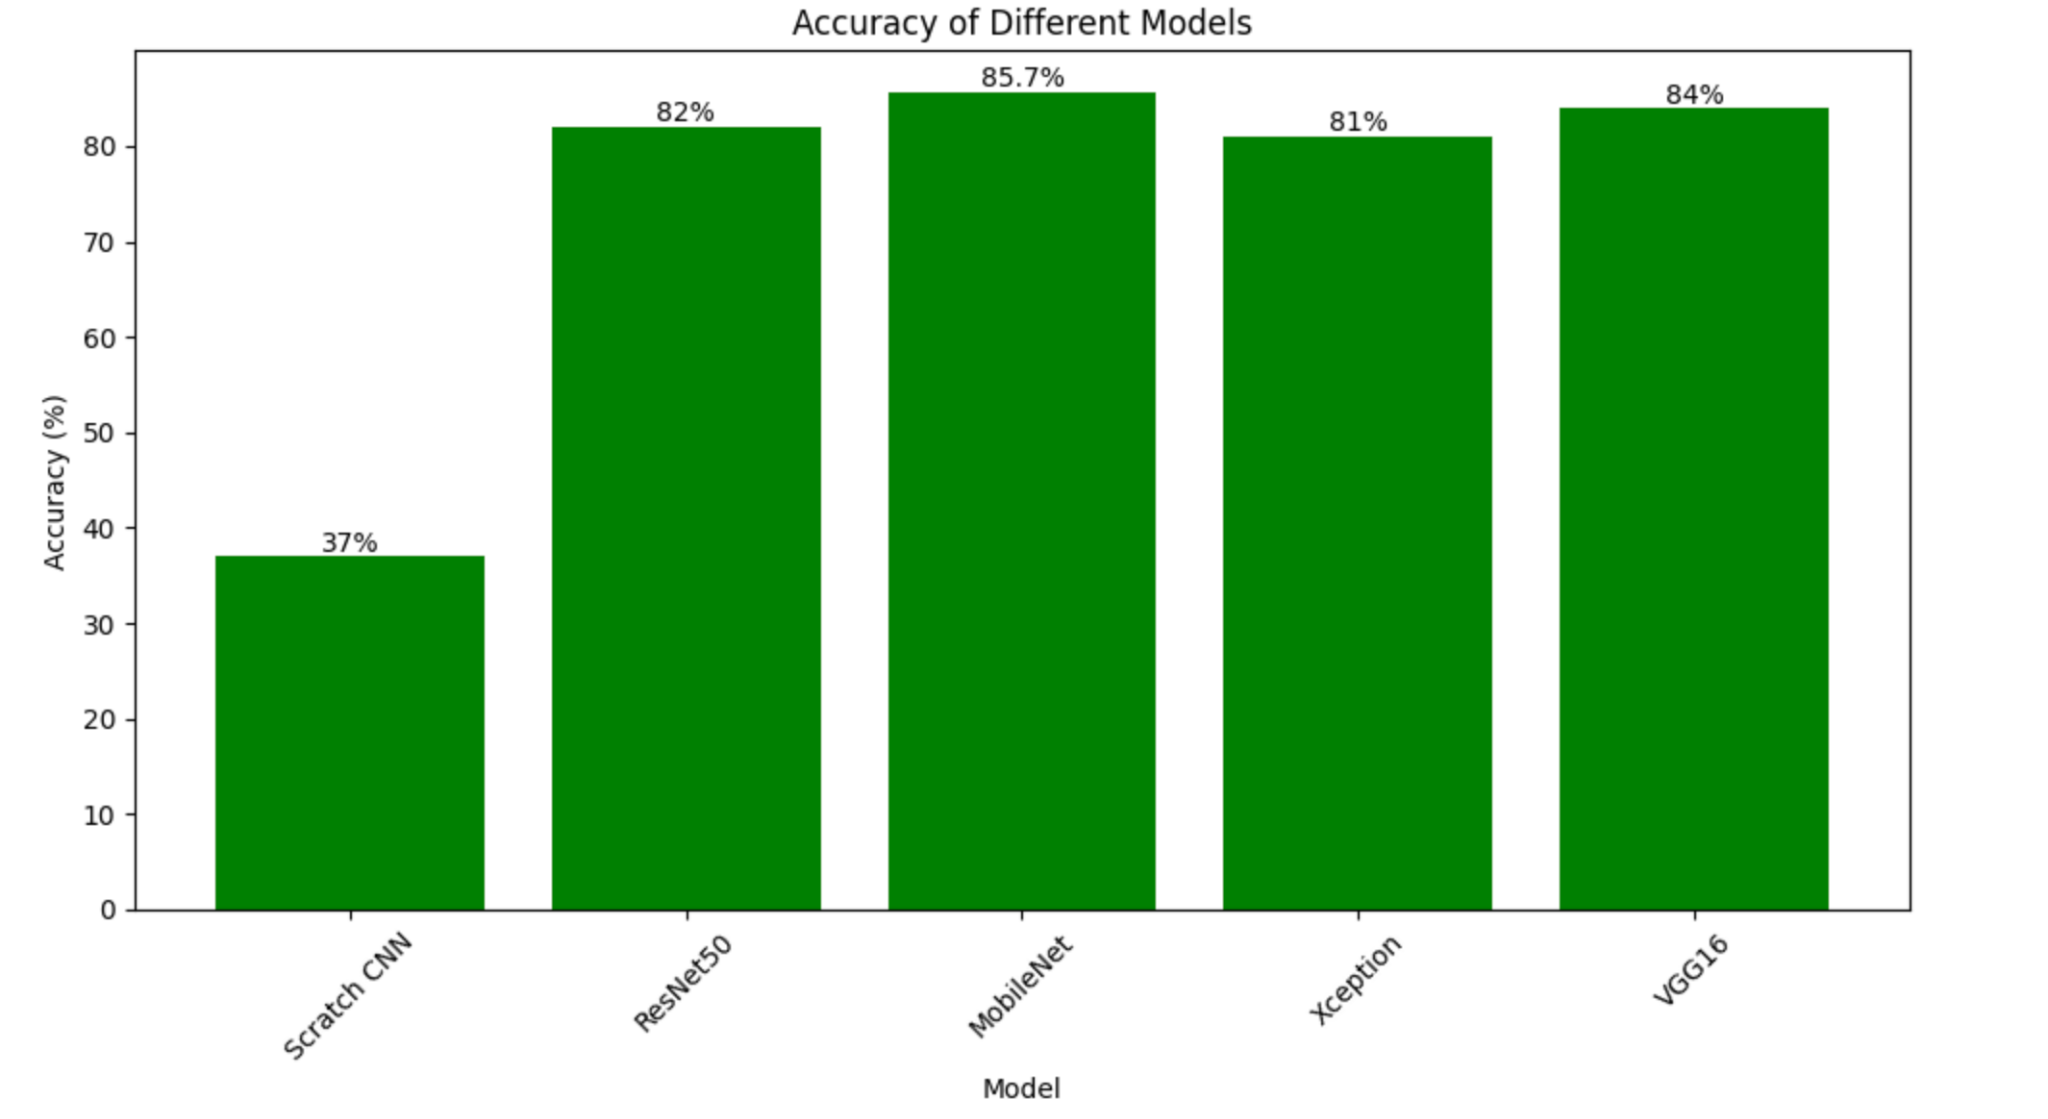 Accuracy of Different Models
Accuracy (%)
80
70
60
50
40
30
20
10
0
37%
82%
85.7%
81%
84%
Scratch CNN
ResNet50
MobileNet
Xception
VGG16
Model